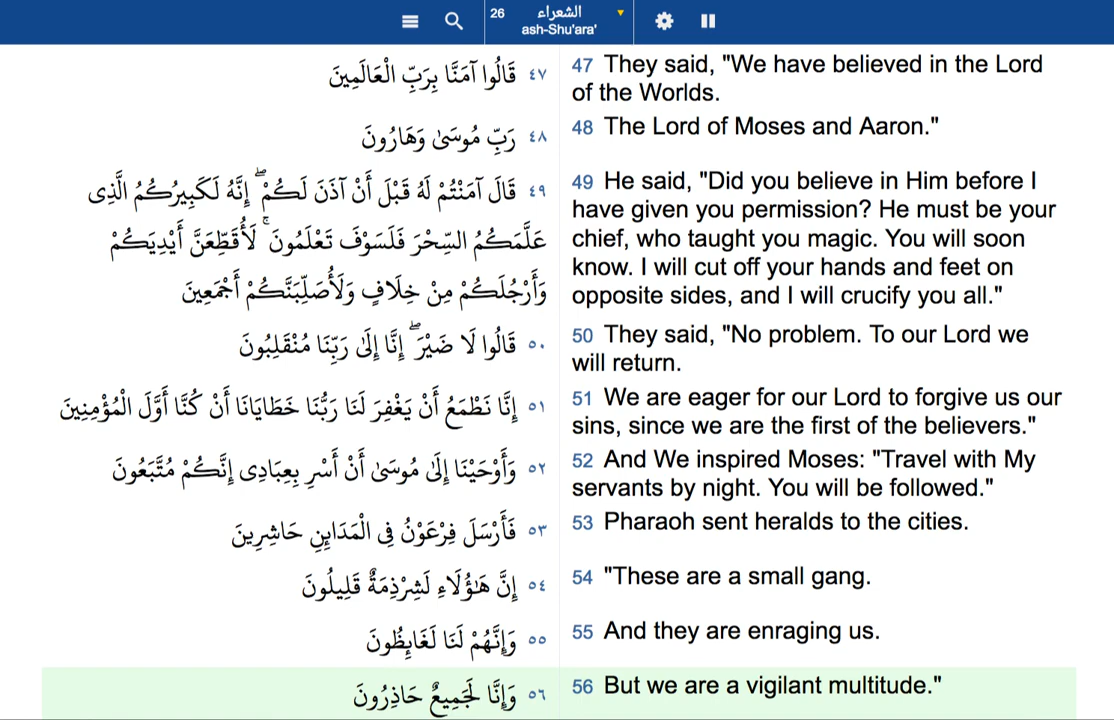 26 الشعراء
ash-Shu'ara'
٤٧ قَالُوا آمَنَّا بِرَبِّ الْعَالَمِينَ
47 They said, "We have believed in the Lord
of the Worlds.
٤٨ رَبِّ مُوسَىٰ وَهَارُونَ
48 The Lord of Moses and Aaron."
٤٩ قَالَ آمَنْتُمْ لَهُ قَبْلَ أَنْ آذَنَ لَكُمْ ۖ إِنَّهُ لَكَبِيرُكُمُ الَّذِى
عَلَّمَكُمُ السِّحْرَ فَلَسَوْفَ تَعْلَمُونَ ۚ لَأُقَطِّعَنَّ أَيْدِيَكُمْ
وَأَرْجُلَكُمْ مِنْ خِلَافٍ وَلَأُصَلِّبَنَّكُمْ أَجْمَعِينَ
49 He said, "Did you believe in Him before I
have given you permission? He must be your
chief, who taught you magic. You will soon
know. I will cut off your hands and feet on
opposite sides, and I will crucify you all."
٥٠ قَالُوا لَا ضَيْرَ ۖ إِنَّا إِلَىٰ رَبِّنَا مُنْقَلِبُونَ
50 They said, "No problem. To our Lord we
will return.
٥١ إِنَّا نَطْمَعُ أَنْ يَغْفِرَ لَنَا رَبُّنَا خَطَايَانَا أَنْ كُنَّا أَوَّلَ الْمُؤْمِنِينَ
51 We are eager for our Lord to forgive us our
sins, since we are the first of the believers."
٥٢ وَأَوْحَيْنَا إِلَىٰ مُوسَىٰ أَنْ أَسْرِ بِعِبَادِى إِنَّكُمْ مُتَّبَعُونَ
52 And We inspired Moses: "Travel with My
servants by night. You will be followed."
٥٣ فَأَرْسَلَ فِرْعَوْنُ فِى الْمَدَايِنِ حَاشِرِينَ
53 Pharaoh sent heralds to the cities.
٥٤ إِنَّ هَٰؤُلَاءِ لَشِرْذِمَةٌ قَلِيلُونَ
54 "These are a small gang.
٥٥ وَإِنَّهُمْ لَنَا لَغَايِظُونَ
55 And they are enraging us.
٥٦ وَإِنَّا لَجَمِيعٌ حَاذِرُونَ
56 But we are a vigilant multitude."